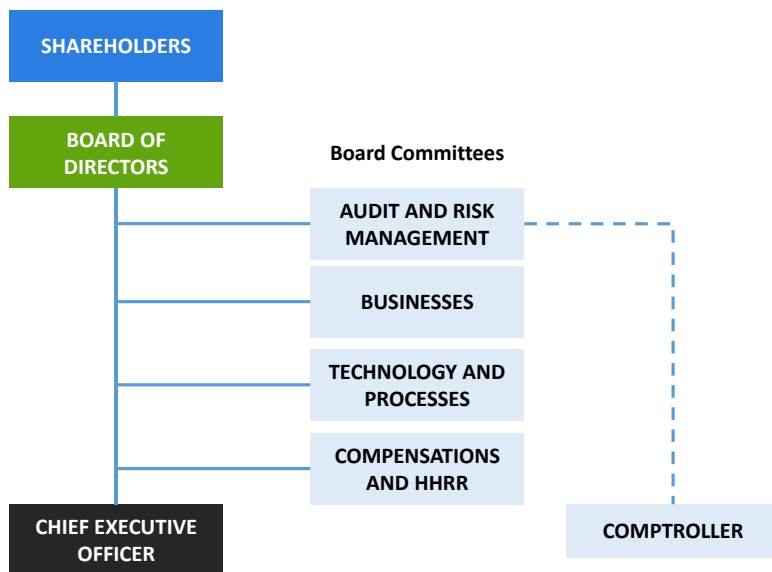 SHAREHOLDERS
BOARD OF
DIRECTORS
Board Committees
AUDIT AND RISK
MANAGEMENT
BUSINESSES
TECHNOLOGY AND
PROCESSES
COMPENSATIONS
AND HHRR
CHIEF EXECUTIVE
OFFICER
COMPTROLLER